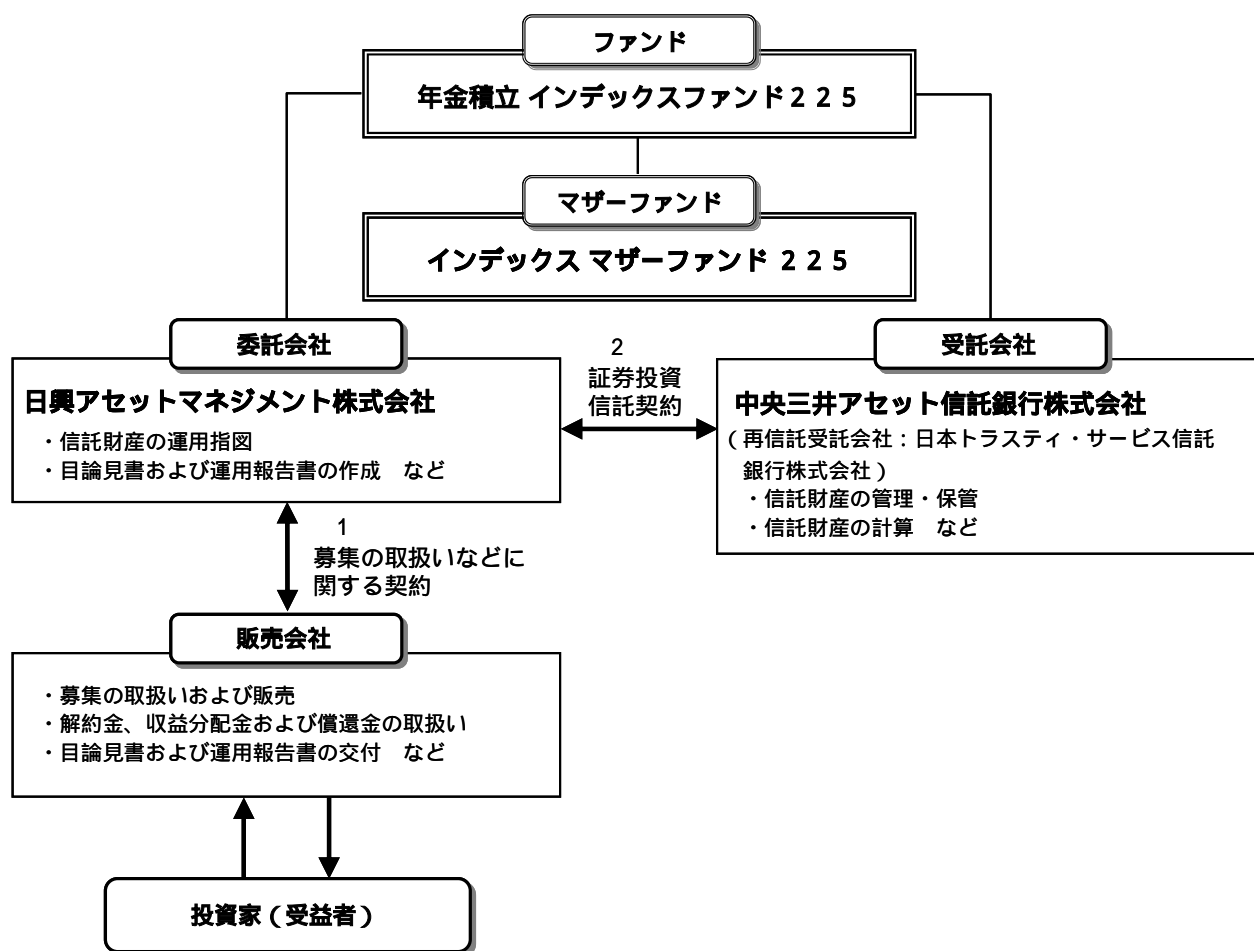 ファンド
年金積立 インデックスファンド２２５
マザーファンド
インデックス マザーファンド ２２５
委託会社
日興アセットマネジメント株式会社
・信託財産の運用指図
・目論見書および運用報告書の作成　など
2
証券投資
信託契約
受託会社
中央三井アセット信託銀行株式会社
（再信託受託会社：日本トラスティ・サービス信託
銀行株式会社）
・信託財産の管理・保管
・信託財産の計算　など
1
募集の取扱いなどに
関する契約
販売会社
・募集の取扱いおよび販売
・解約金、収益分配金および償還金の取扱い
・目論見書および運用報告書の交付　など
投資家（受益者）